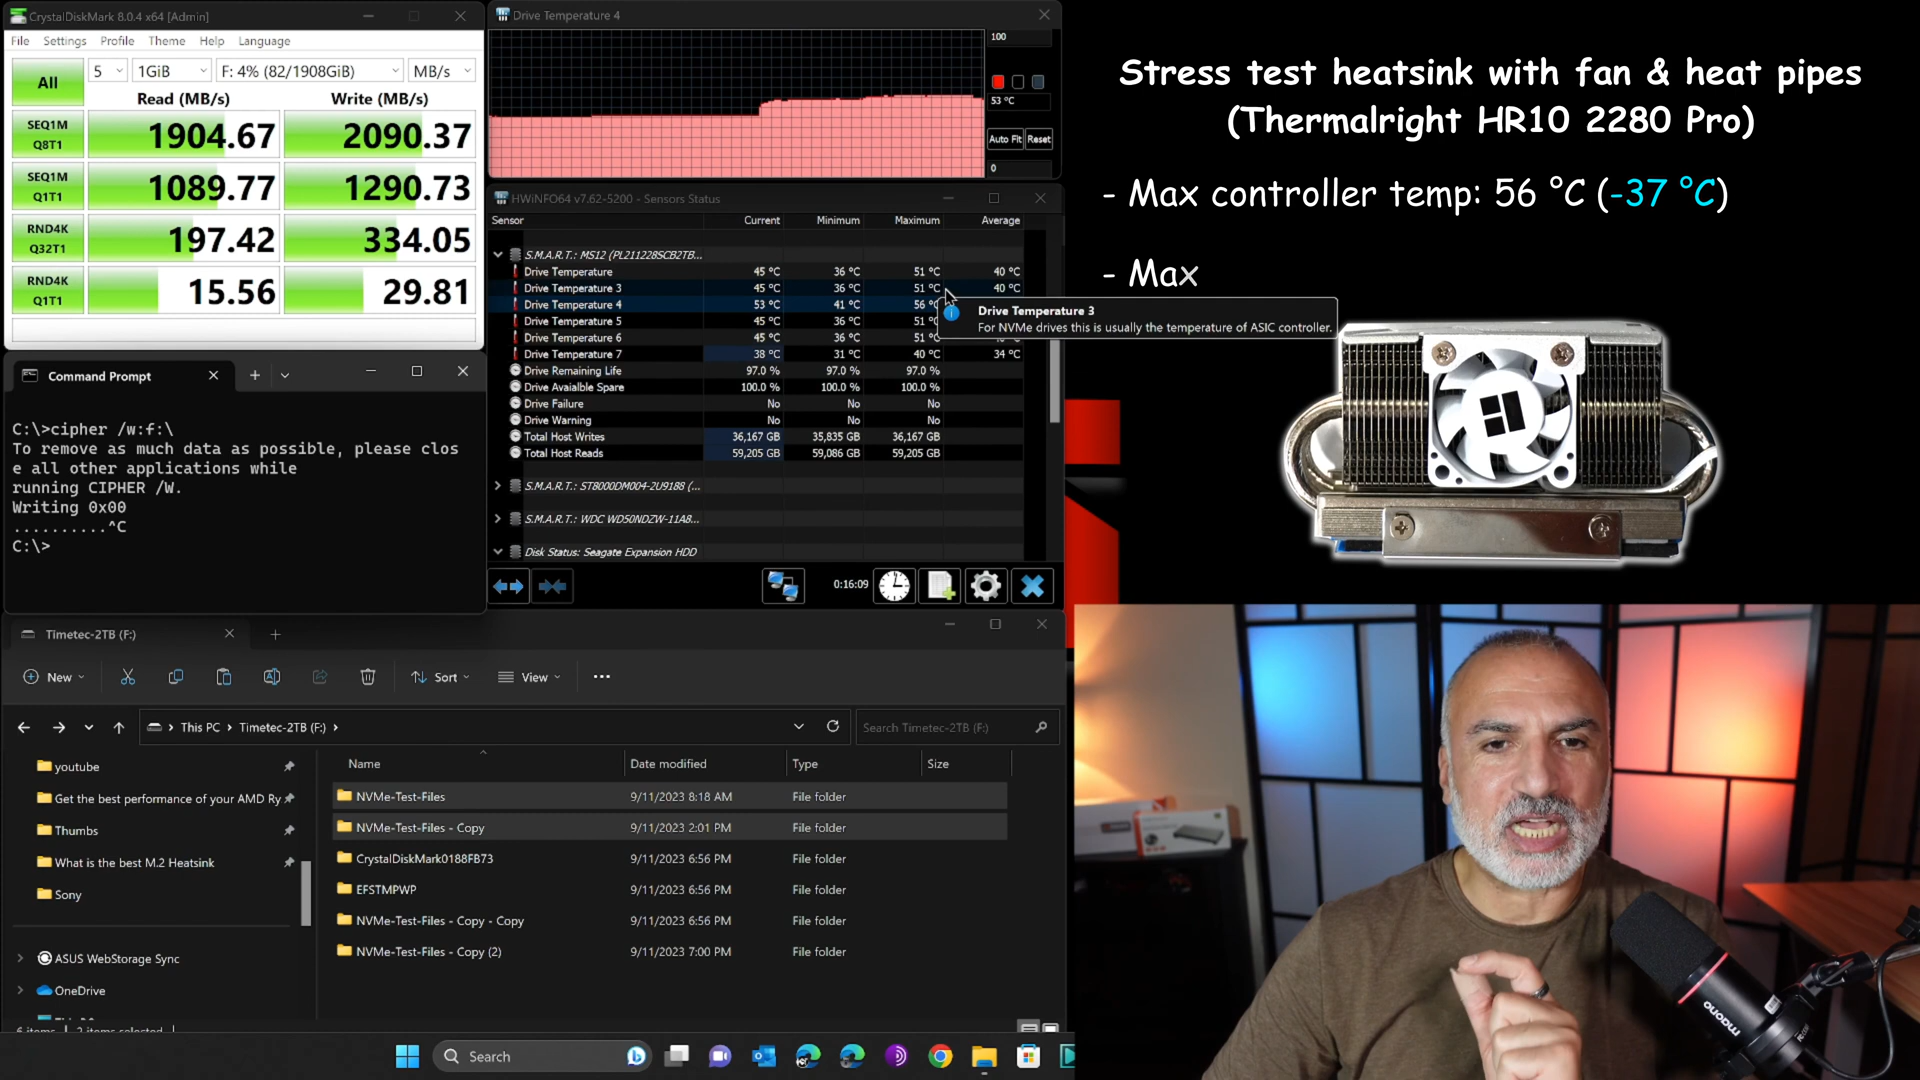 CrystalDiskMark 8.0.4 x64 [Admin]
File Settings Profile Theme Help Language
All 5 1GiB F: 4% (82/1908GiB) MB/s
Read (MB/s) Write (MB/s)
SEQ1M Q8T1 1904.67 2090.37
SEQ1M Q1T1 1089.77 1290.73
RND4K Q32T1 197.42 334.05
RND4K Q1T1 15.56 29.81
Drive Temperature 4
100
53 °C
Auto Fit Reset
0
HWiNFO64 v7.62-5200 - Sensors Status
Sensor Current Minimum Maximum Average
S.M.A.R.T.: MS12 (PL211228SCB2TB...
Drive Temperature 45 °C 36 °C 51 °C 40 °C
Drive Temperature 3 45 °C 36 °C 51 °C 40 °C
Drive Temperature 4 53 °C 41 °C 56 °C
Drive Temperature 5 45 °C 36 °C 51
Drive Temperature 6 45 °C 36 °C 51
Drive Temperature 7 38 °C 31 °C 40 °C 34 °C
Drive Remaining Life 97.0 % 97.0 % 97.0 %
Drive Avaialble Spare 100.0 % 100.0 % 100.0 %
Drive Failure No No No
Drive Warning No No No
Total Host Writes 36,167 GB 35,835 GB 36,167 GB
Total Host Reads 59,205 GB 59,086 GB 59,205 GB
S.M.A.R.T.: ST8000DM004-2U9188 (...
S.M.A.R.T.: WDC WD50NDZW-11A8...
Disk Status: Seagate Expansion HDD
0:16:09
Drive Temperature 3
For NVMe drives this is usually the temperature of ASIC controller.
Stress test heatsink with fan & heat pipes
(Thermalright HR10 2280 Pro)
- Max controller temp: 56 °C (-37 °C)
- Max
Command Prompt
C:\>cipher /w:f:\
To remove as much data as possible, please clos
e all other applications while
running CIPHER /W.
Writing 0x00
..........^C
C:\>
Timetec-2TB (F:)
New Sort View
This PC > Timetec-2TB (F:) >
Search Timetec-2TB (F:)
Name Date modified Type Size
youtube
Get the best performance of your AMD Ry
Thumbs
What is the best M.2 Heatsink
Sony
ASUS WebStorage Sync
OneDrive
NVMe-Test-Files 9/11/2023 8:18 AM File folder
NVMe-Test-Files - Copy 9/11/2023 2:01 PM File folder
CrystalDiskMark0188FB73 9/11/2023 6:56 PM File folder
EFSTMPWP 9/11/2023 6:56 PM File folder
NVMe-Test-Files - Copy - Copy 9/11/2023 6:56 PM File folder
NVMe-Test-Files - Copy (2) 9/11/2023 7:00 PM File folder
6 items 2 items selected
Search
maono